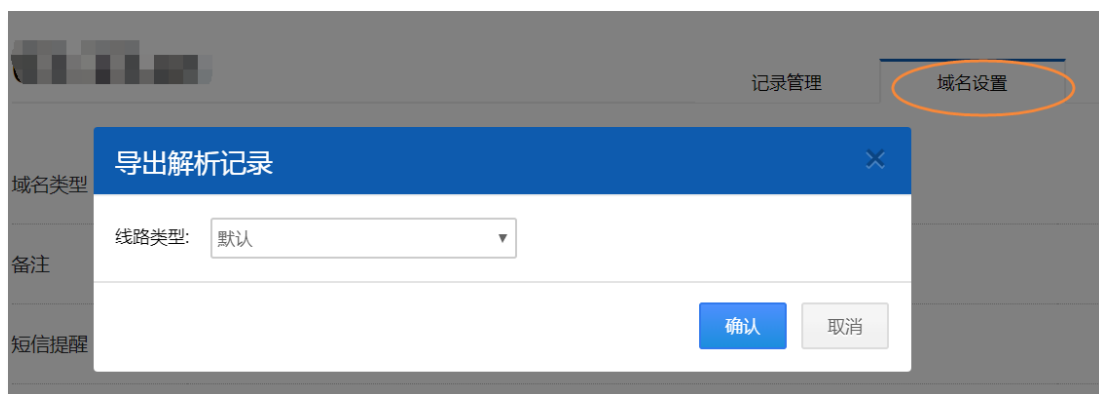 记录管理
域名设置
导出解析记录
域名类型
线路类型:
默认
备注
确认
取消
短信提醒